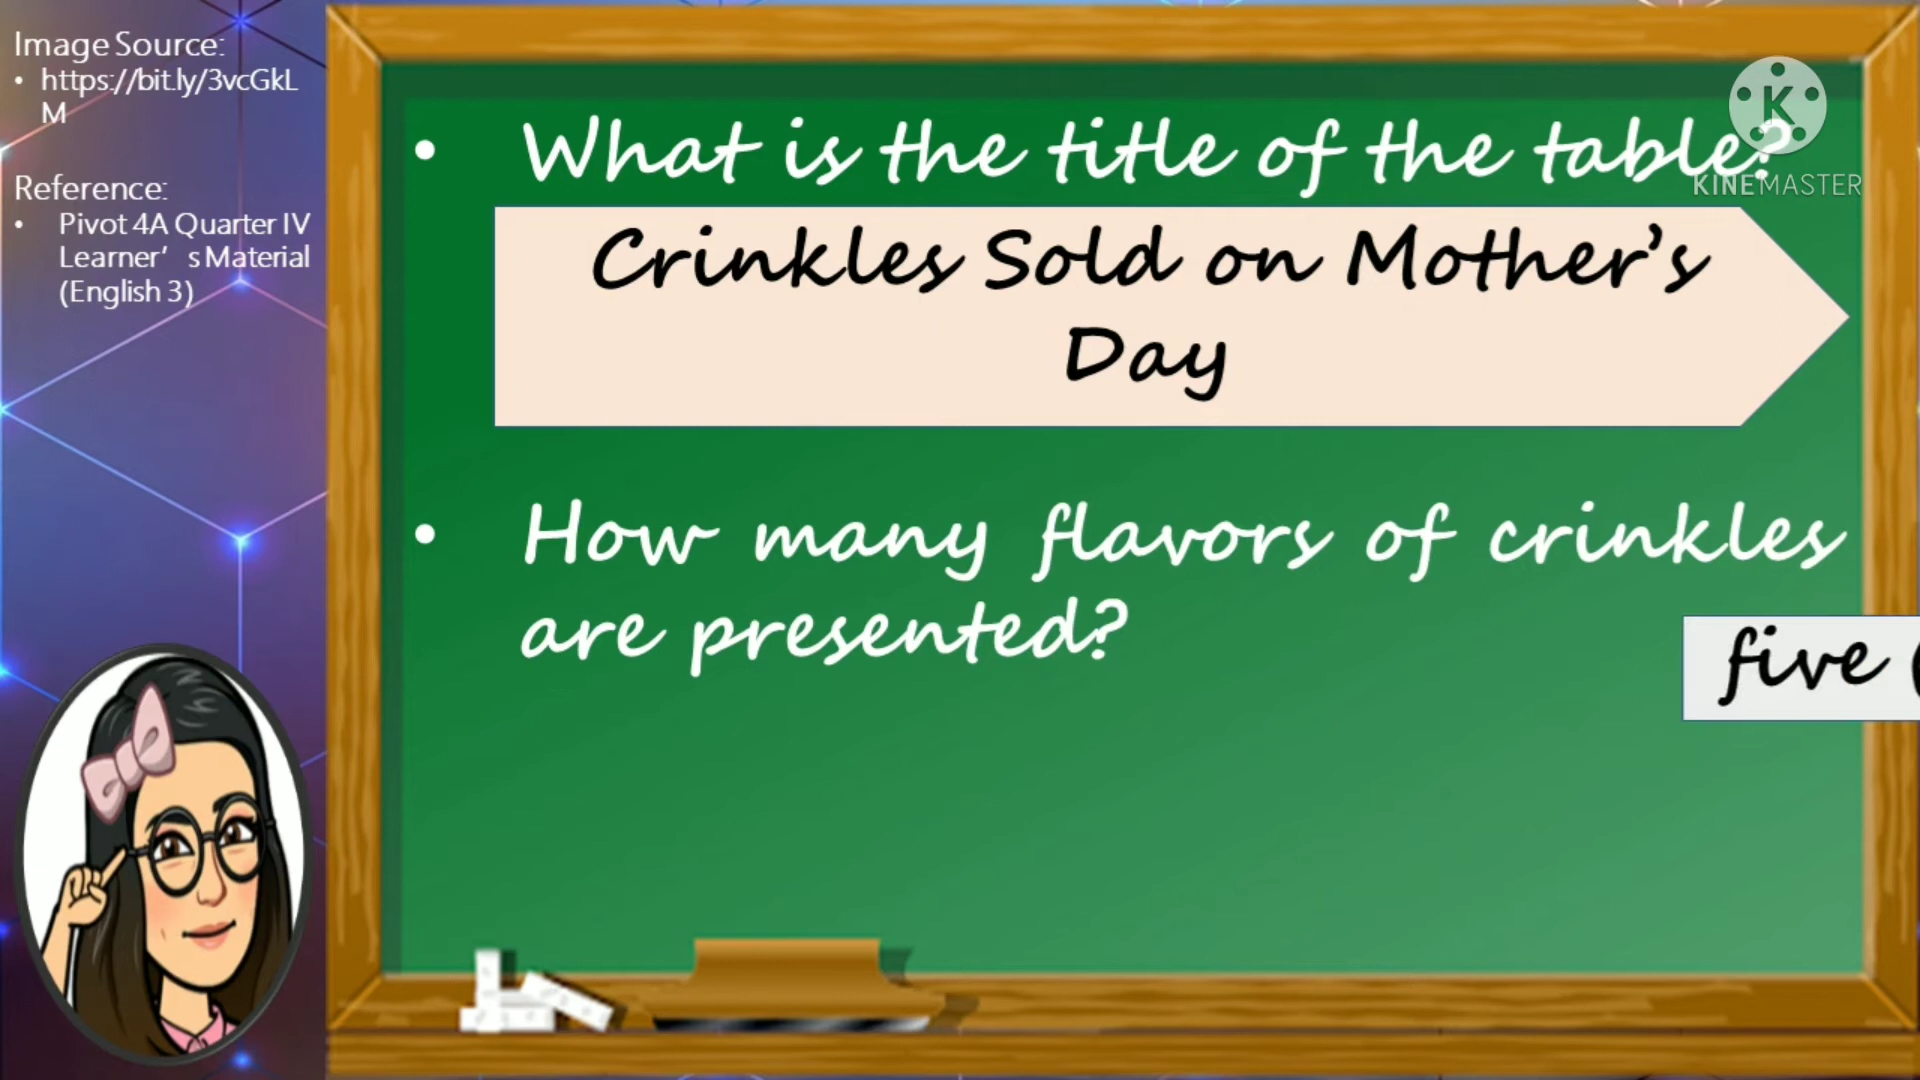 Image Source:
• https://bit.ly/3vcGkL
M
Reference:
• Pivot 4A Quarter IV
Learner’ s Material
(English 3)
• What is the title of the table?
KINEMASTER
Crinkles Sold on Mother’s
Day
• How many flavors of crinkles
are presented?
five (